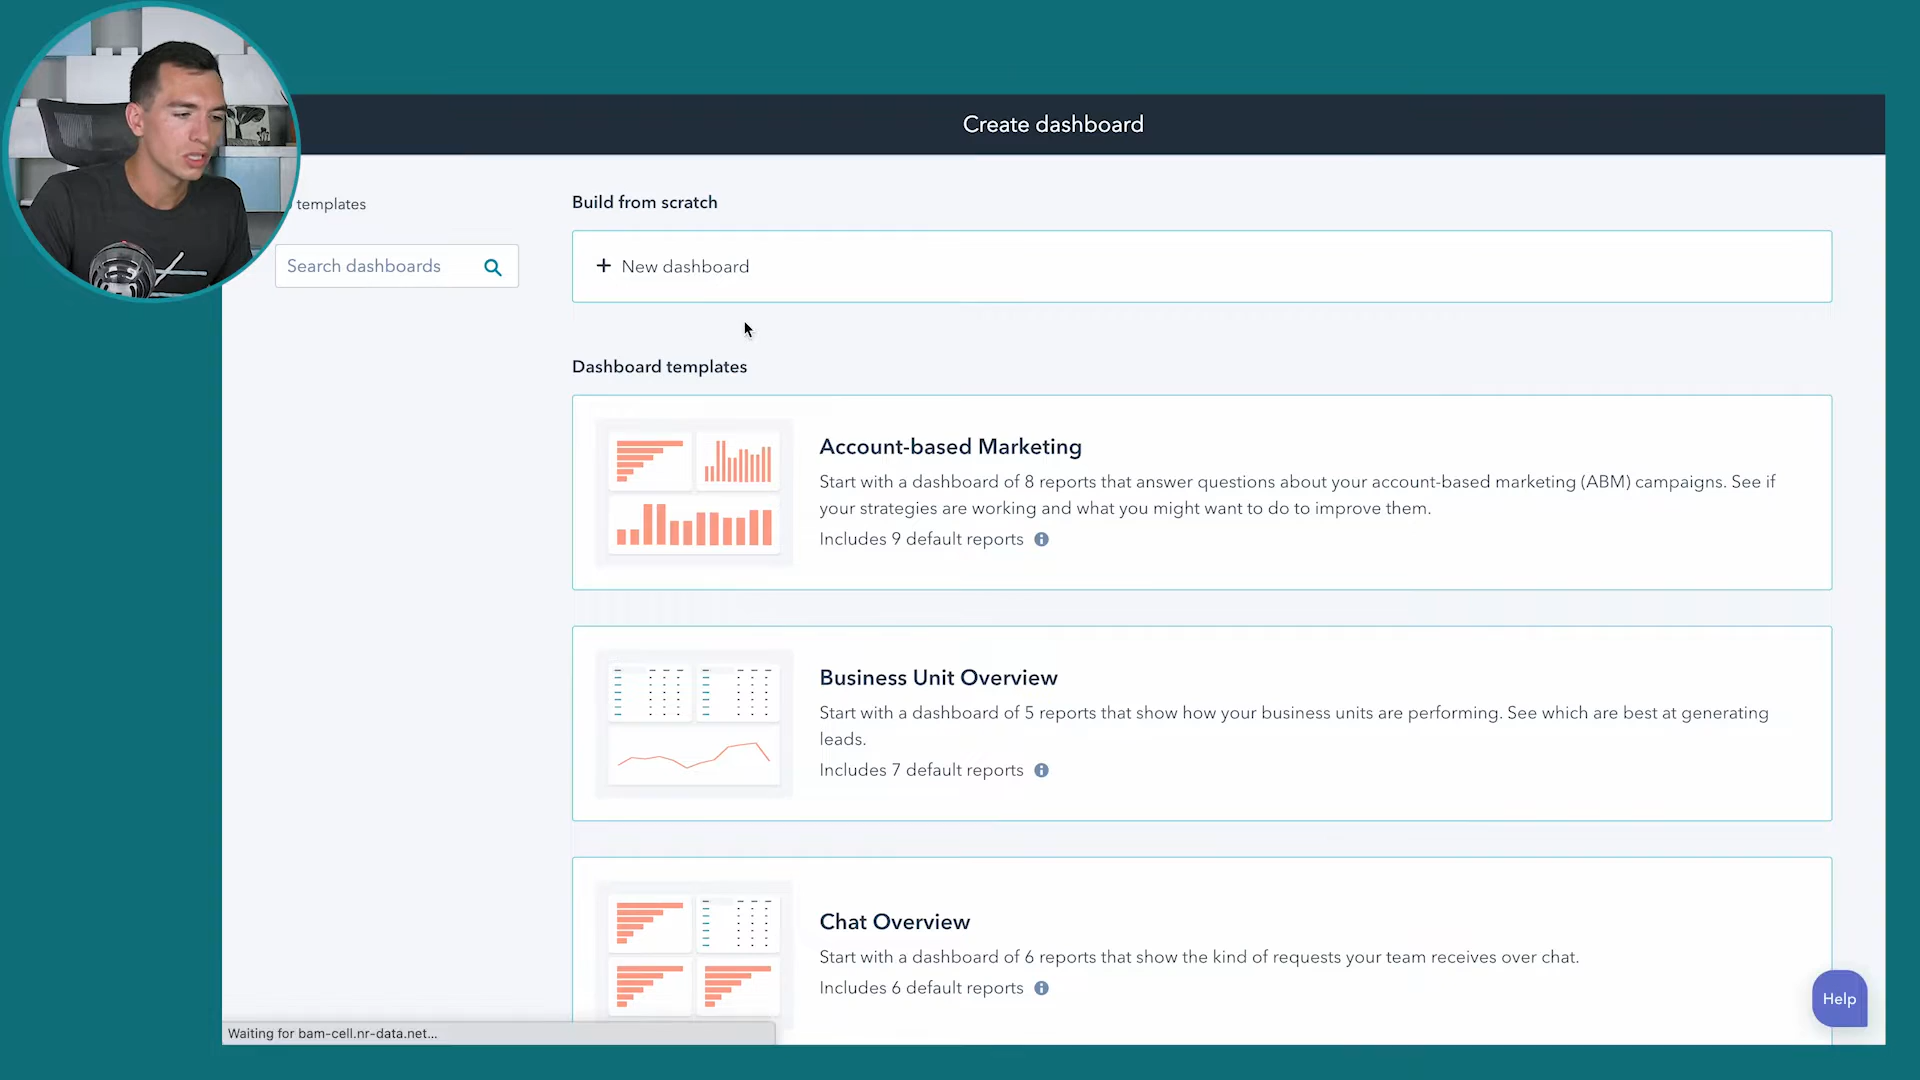 Create dashboard
templates
Search dashboards
Build from scratch
+ New dashboard
Dashboard templates
Account-based Marketing
Start with a dashboard of 8 reports that answer questions about your account-based marketing (ABM) campaigns. See if
your strategies are working and what you might want to do to improve them.
Includes 9 default reports
Business Unit Overview
Start with a dashboard of 5 reports that show how your business units are performing. See which are best at generating
leads.
Includes 7 default reports
Chat Overview
Start with a dashboard of 6 reports that show the kind of requests your team receives over chat.
Includes 6 default reports
Help
Waiting for bam-cell.nr-data.net...